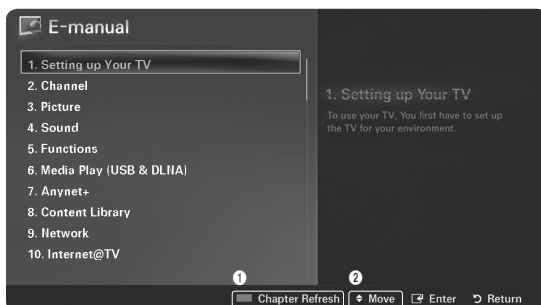 E-manual
1. Setting up Your TV
2. Channel
3. Picture
4. Sound
5. Functions
6. Media Play (USB & DLNA)
7. Anynet+
8. Content Library
9. Network
10. Internet@TV
1. Setting up Your TV
To use your TV, You first have to set up
the TV for your environment.
1 2
Chapter Refresh Move Enter Return